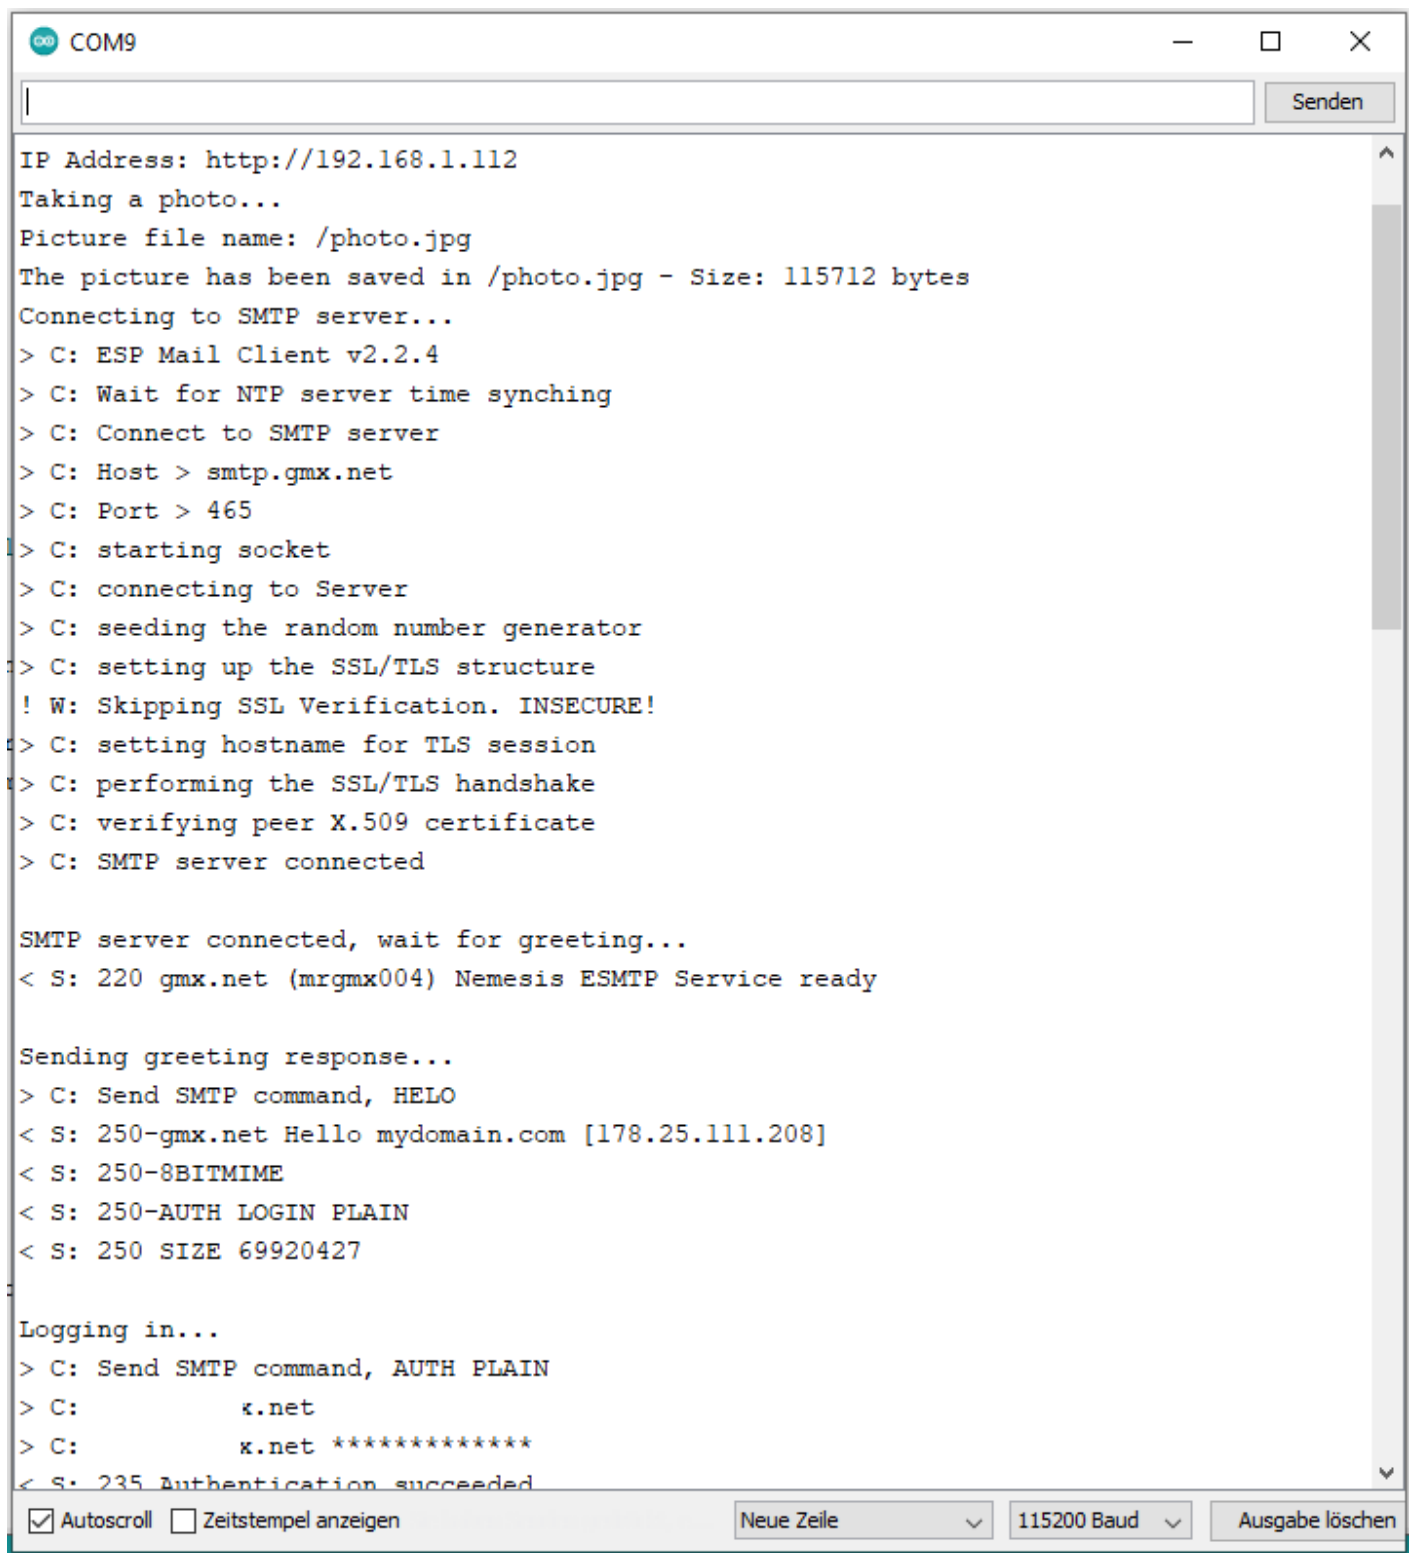 COM9
Senden
IP Address: http://192.168.1.112
Taking a photo...
Picture file name: /photo.jpg
The picture has been saved in /photo.jpg - Size: 115712 bytes
Connecting to SMTP server...
> C: ESP Mail Client v2.2.4
> C: Wait for NTP server time synching
> C: Connect to SMTP server
> C: Host > smtp.gmx.net
> C: Port > 465
> C: starting socket
> C: connecting to Server
> C: seeding the random number generator
> C: setting up the SSL/TLS structure
! W: Skipping SSL Verification. INSECURE!
> C: setting hostname for TLS session
> C: performing the SSL/TLS handshake
> C: verifying peer X.509 certificate
> C: SMTP server connected
SMTP server connected, wait for greeting...
< S: 220 gmx.net (mrgmx004) Nemesis ESMTP Service ready
Sending greeting response...
> C: Send SMTP command, HELO
< S: 250-gmx.net Hello mydomain.com [178.25.111.208]
< S: 250-8BITMIME
< S: 250-AUTH LOGIN PLAIN
< S: 250 SIZE 69920427
Logging in...
> C: Send SMTP command, AUTH PLAIN
> C: x.net
> C: x.net *************
< S: 235 Authentication succeeded
Autoscroll Zeitstempel anzeigen Neue Zeile 115200 Baud Ausgabe löschen